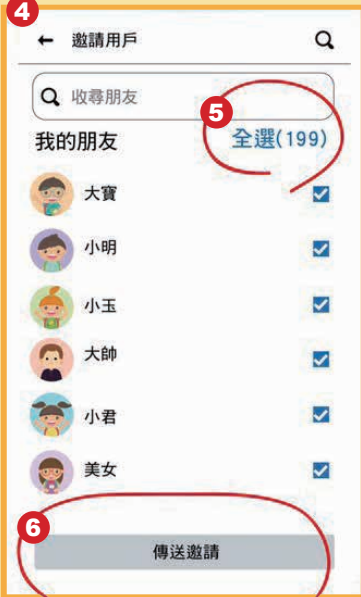 4
← 邀請用戶
收尋朋友
5
我的朋友 全選(199)
大寶
小明
小玉
大帥
小君
美女
6
傳送邀請